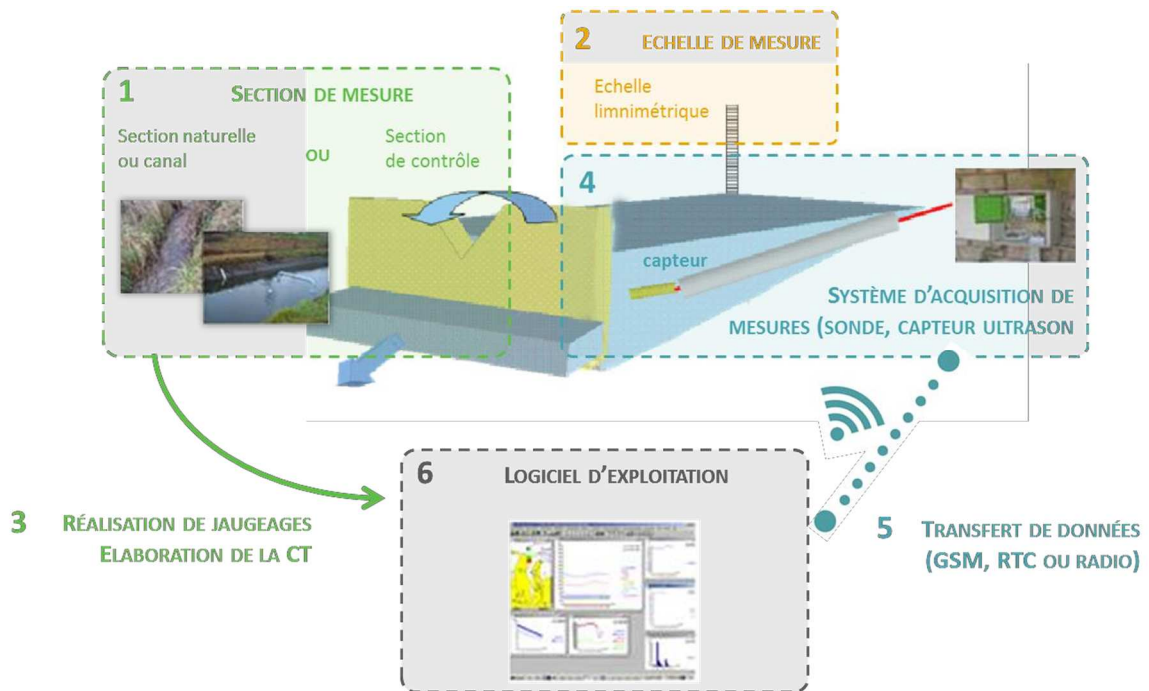 1 SECTION DE MESURE
Section naturelle
ou canal
OU
Section
de contrôle
2 ECHELLE DE MESURE
Echelle
limnimétrique
4
capteur
SYSTÈME D'ACQUISITION DE
MESURES (SONDE, CAPTEUR ULTRASON
3 RÉALISATION DE JAUGEAGES
ELABORATION DE LA CT
5 TRANSFERT DE DONNÉES
(GSM, RTC OU RADIO)
6 LOGICIEL D'EXPLOITATION